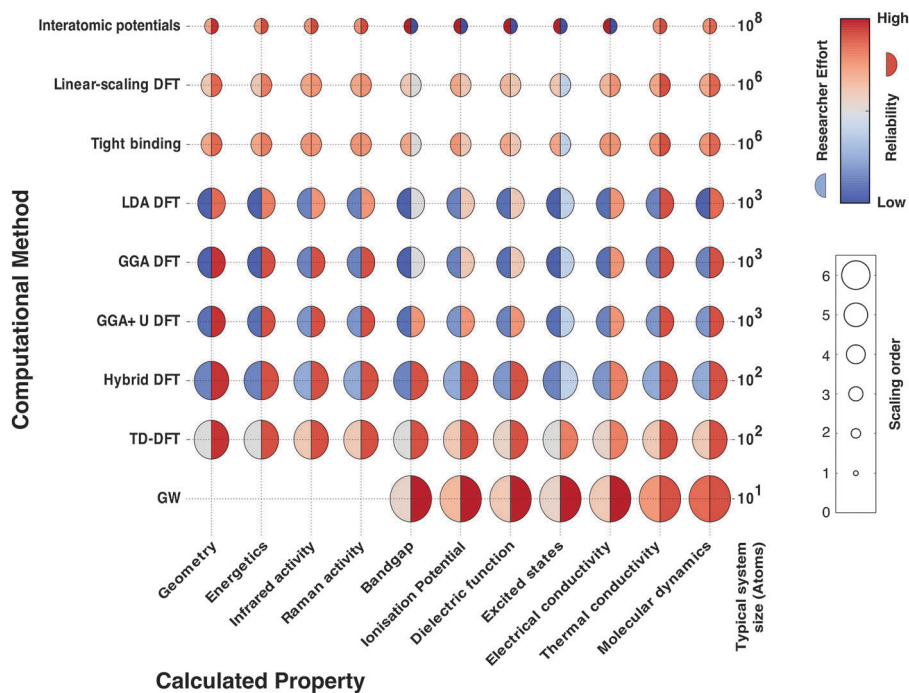 Computational Method
Interatomic potentials
10^8
Linear-scaling DFT
10^6
Tight binding
10^6
LDA DFT
10^3
GGA DFT
10^3
GGA+ U DFT
10^3
Hybrid DFT
10^2
TD-DFT
10^2
GW
10^1
Geometry
Energetics
Infrared activity
Raman activity
Bandgap
Ionisation Potential
Dielectric function
Excited states
Electrical conductivity
Thermal conductivity
Molecular dynamics
Typical system
size (Atoms)
Calculated Property
Researcher Effort
High
Low
Reliability
6
5
4
3
2
1
0
Scaling order